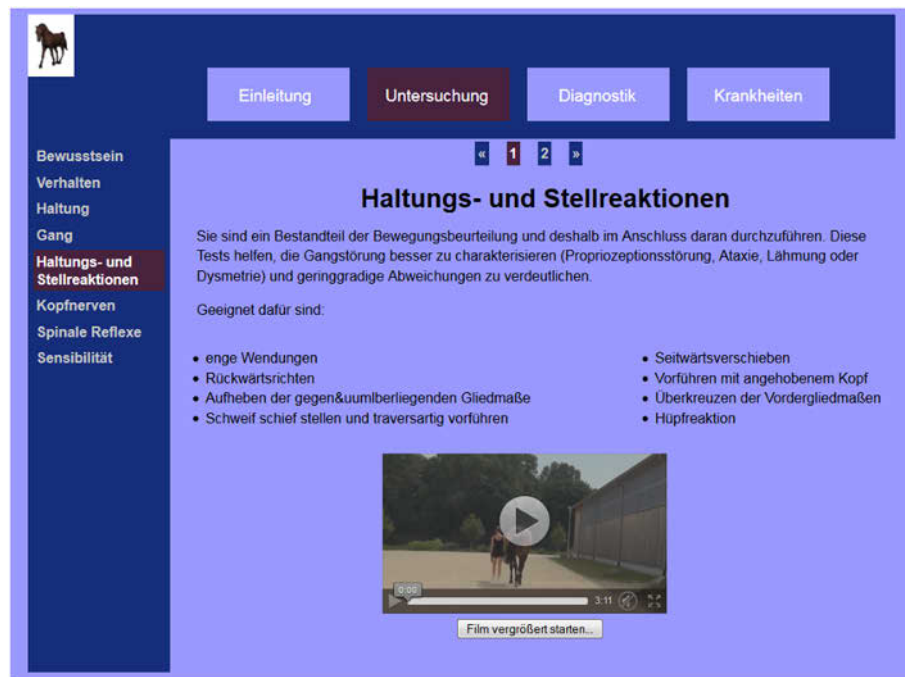 Einleitung
Untersuchung
Diagnostik
Krankheiten
Bewusstsein
Verhalten
Haltung
Gang
Haltungs- und
Stellreaktionen
Kopfnerven
Spinale Reflexe
Sensibilität
« 1 2 »
Haltungs- und Stellreaktionen
Sie sind ein Bestandteil der Bewegungsbeurteilung und deshalb im Anschluss daran durchzuführen. Diese
Tests helfen, die Gangstörung besser zu charakterisieren (Propriozeptionsstörung, Ataxie, Lähmung oder
Dysmetrie) und geringgradige Abweichungen zu verdeutlichen.
Geeignet dafür sind:
• enge Wendungen
• Rückwärtsrichten
• Aufheben der gegen&uumlberliegenden Gliedmaße
• Schweif schief stellen und traversartig vorführen
• Seitwärtsverschieben
• Vorführen mit angehobenem Kopf
• Überkreuzen der Vordergliedmaßen
• Hüpfreaktion
0:00
3:11
Film vergrößert starten...